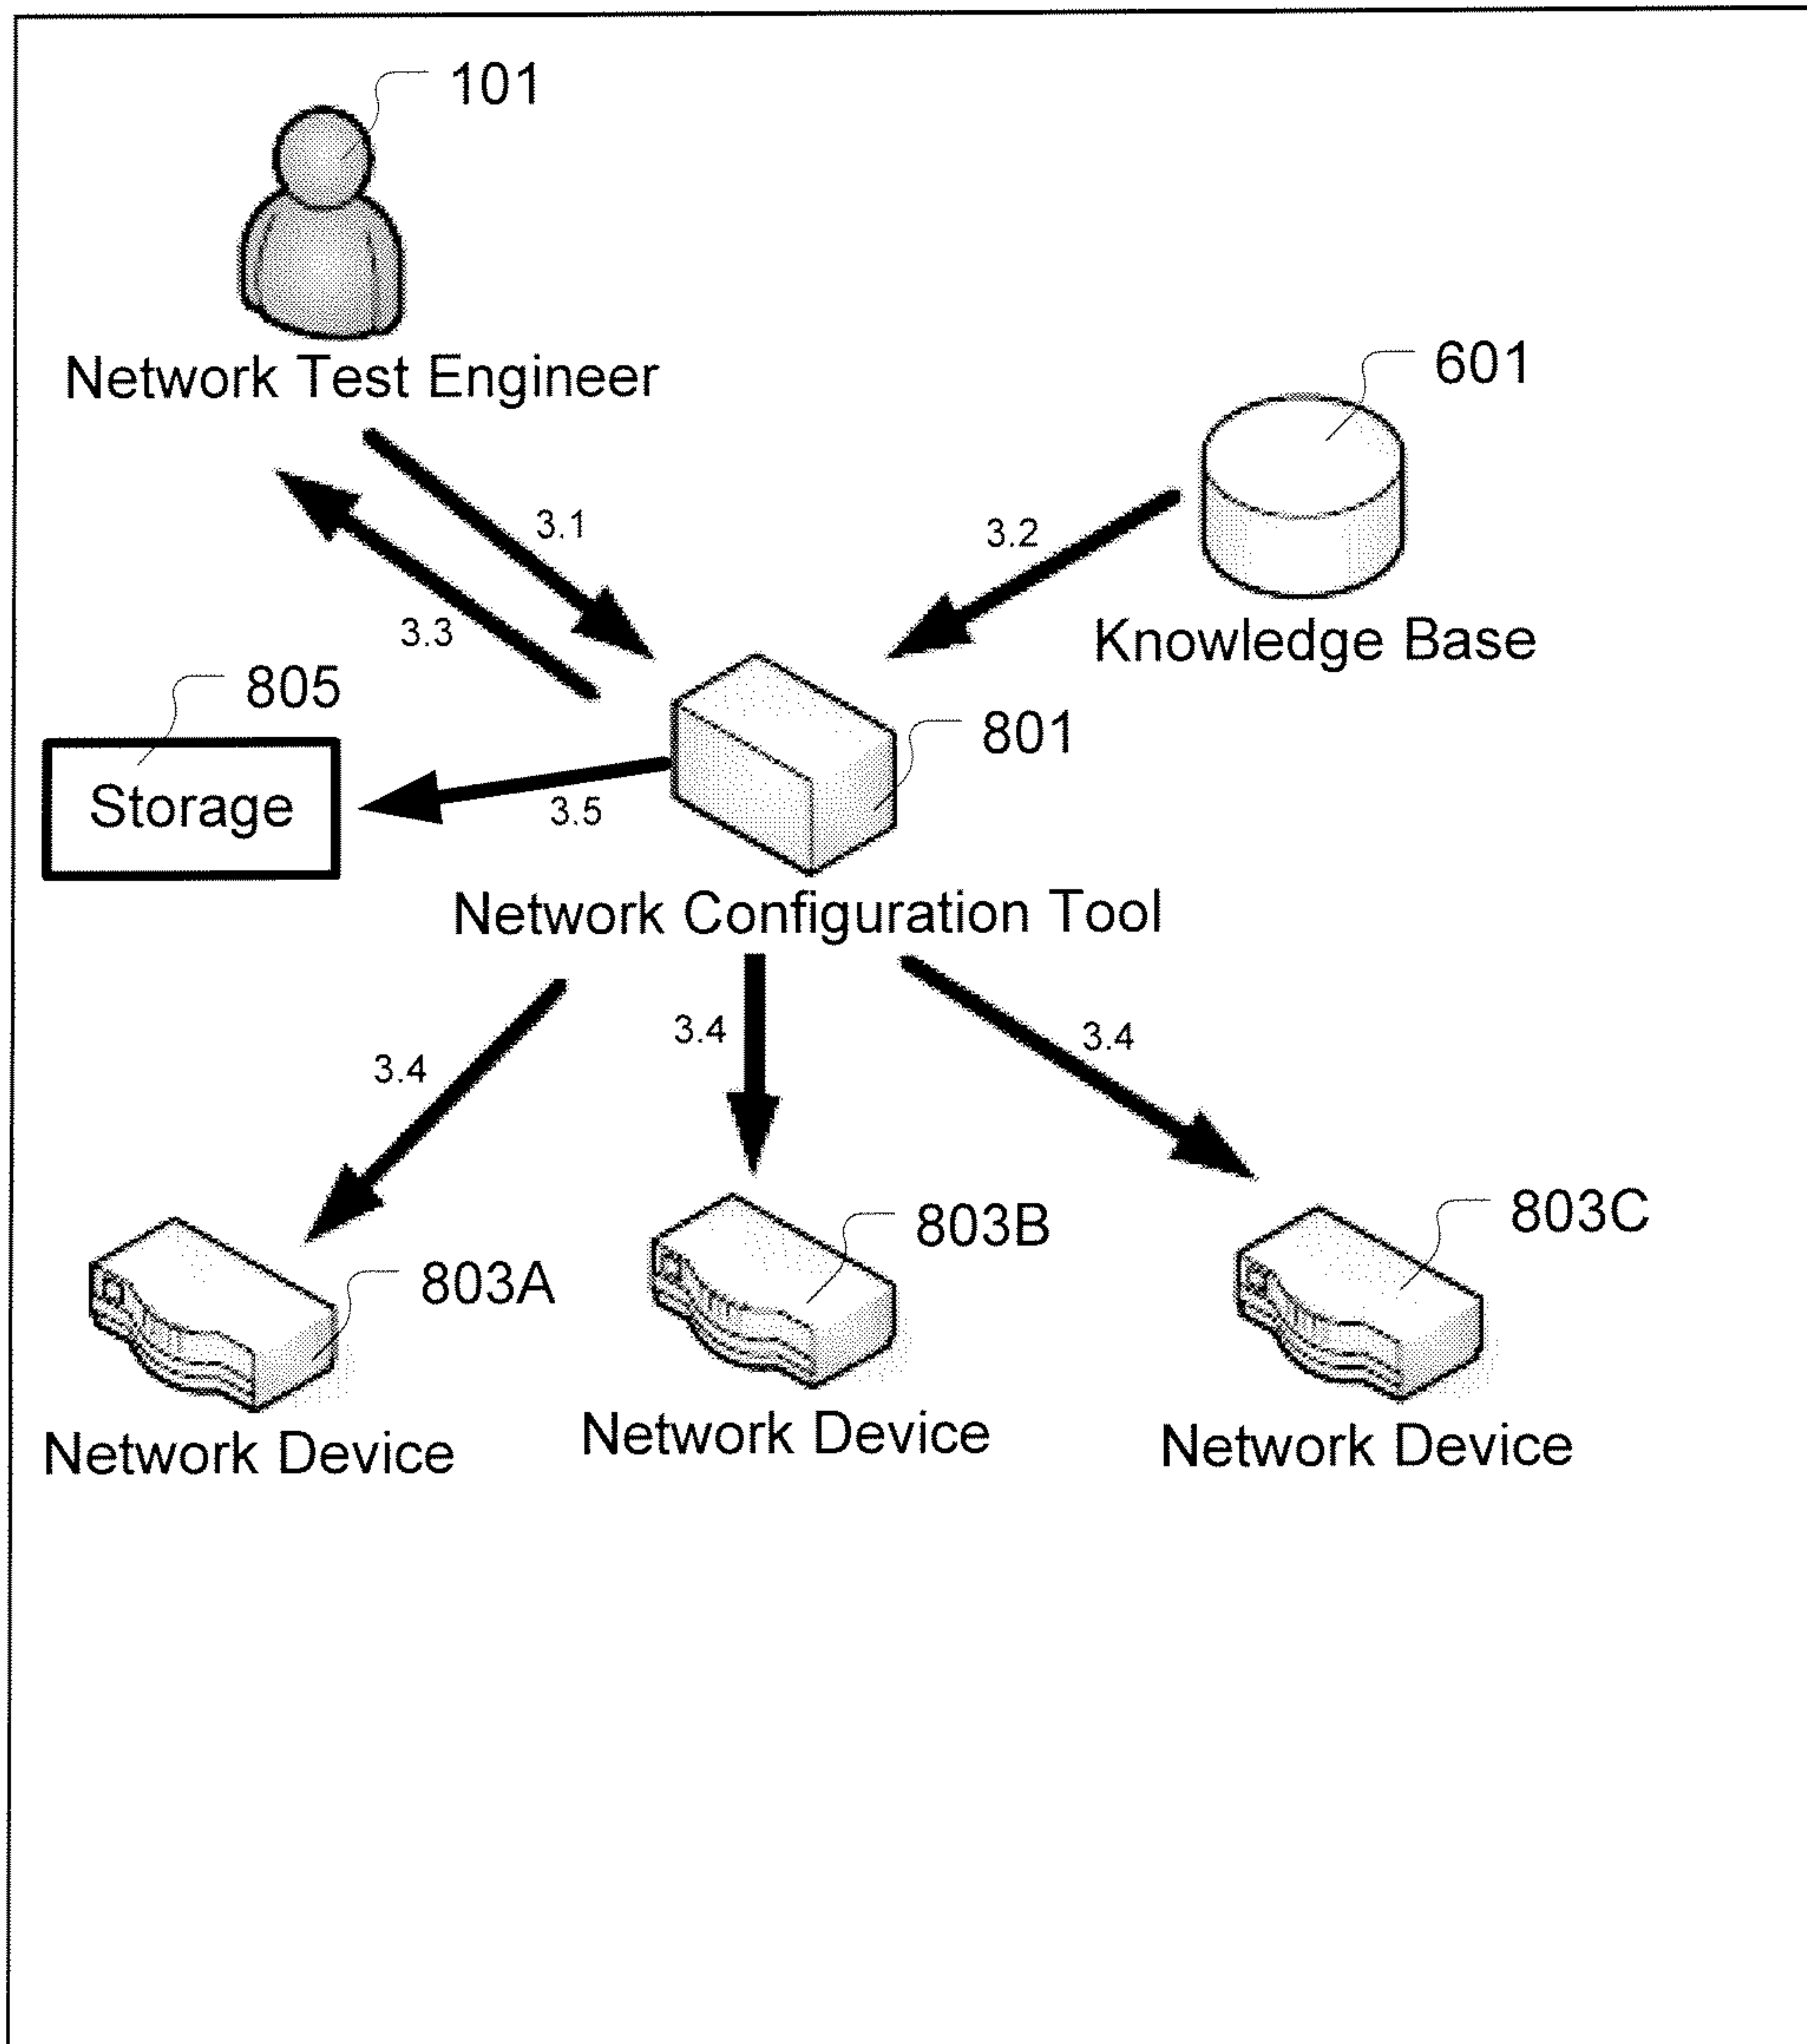 101
Network Test Engineer
601
3.1
3.2
3.3
Knowledge Base
805
801
Storage
3.5
Network Configuration Tool
3.4
3.4
3.4
803A
803B
803C
Network Device
Network Device
Network Device